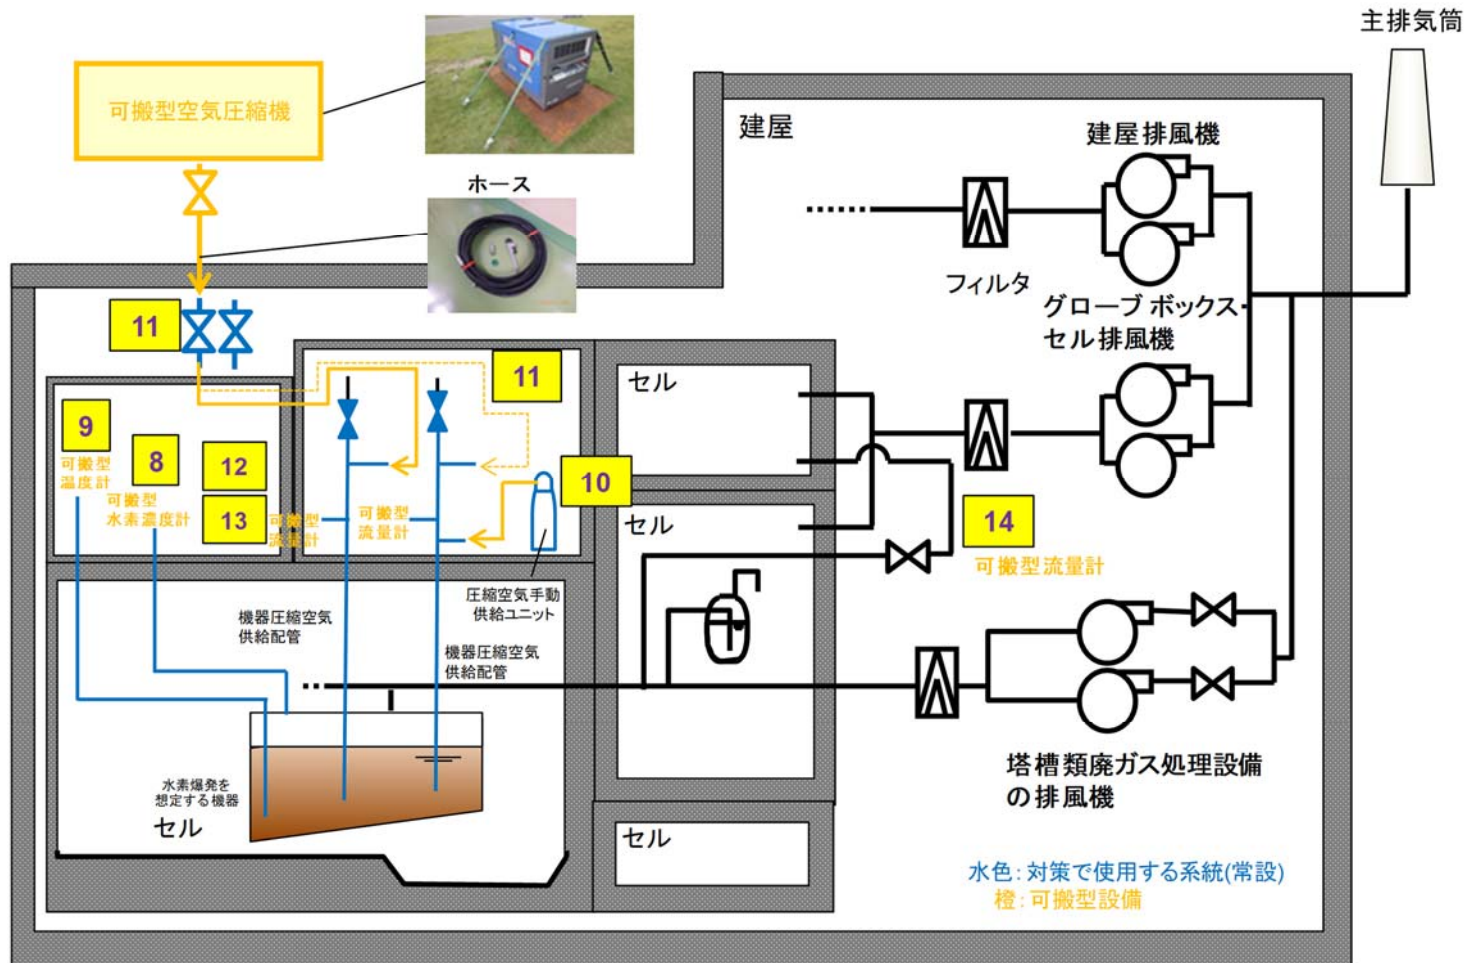 主排気筒
可搬型空気圧縮機
建屋
建屋排風機
ホース
フィルタ
グローブボックス・
セル排風機
11
11
セル
9
可搬型
温度計
8
可搬型
水素濃度計
12
13
可搬型
流量計
可搬型
流量計
10
セル
14
可搬型流量計
圧縮空気手動
供給ユニット
機器圧縮空気
供給配管
機器圧縮空気
供給配管
塔槽類廃ガス処理設備
の排風機
水素爆発を
想定する機器
セル
セル
水色：対策で使用する系統(常設)
橙：可搬型設備